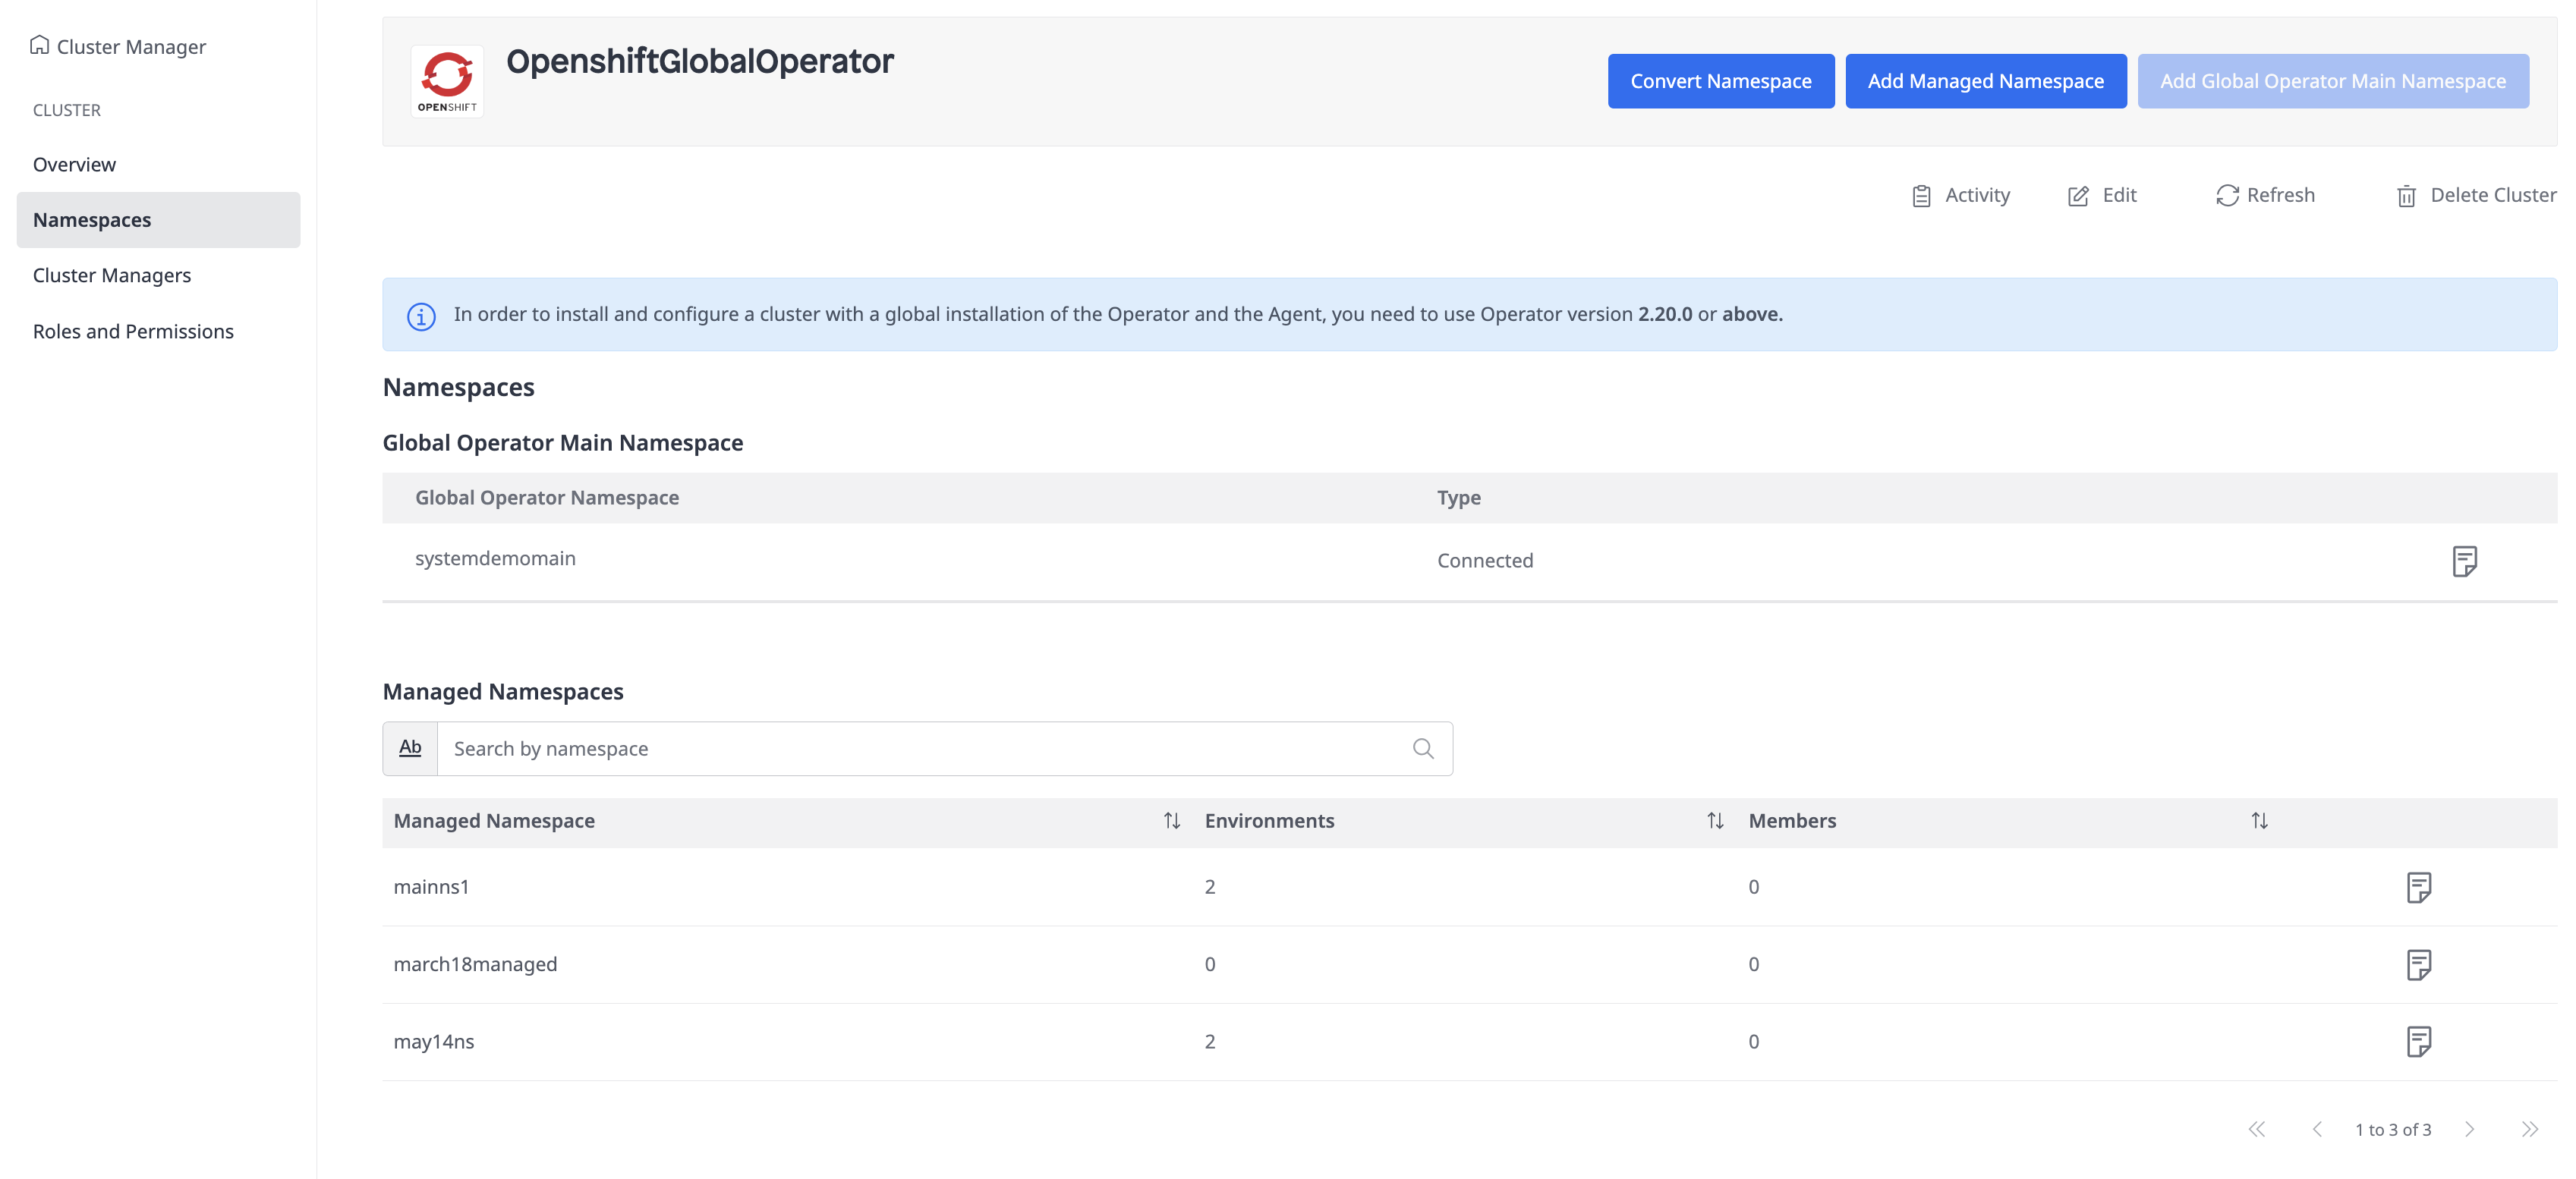 Cluster Manager
CLUSTER
Overview
Namespaces
Cluster Managers
Roles and Permissions
OPENSHIFT
OpenshiftGlobalOperator
Convert Namespace
Add Managed Namespace
Add Global Operator Main Namespace
Activity
Edit
Refresh
Delete Cluster
In order to install and configure a cluster with a global installation of the Operator and the Agent, you need to use Operator version 2.20.0 or above.
Namespaces
Global Operator Main Namespace
Global Operator Namespace Type
systemdemomain Connected
Managed Namespaces
Ab Search by namespace
Managed Namespace Environments Members
mainns1 2 0
march18managed 0 0
may14ns 2 0
1 to 3 of 3